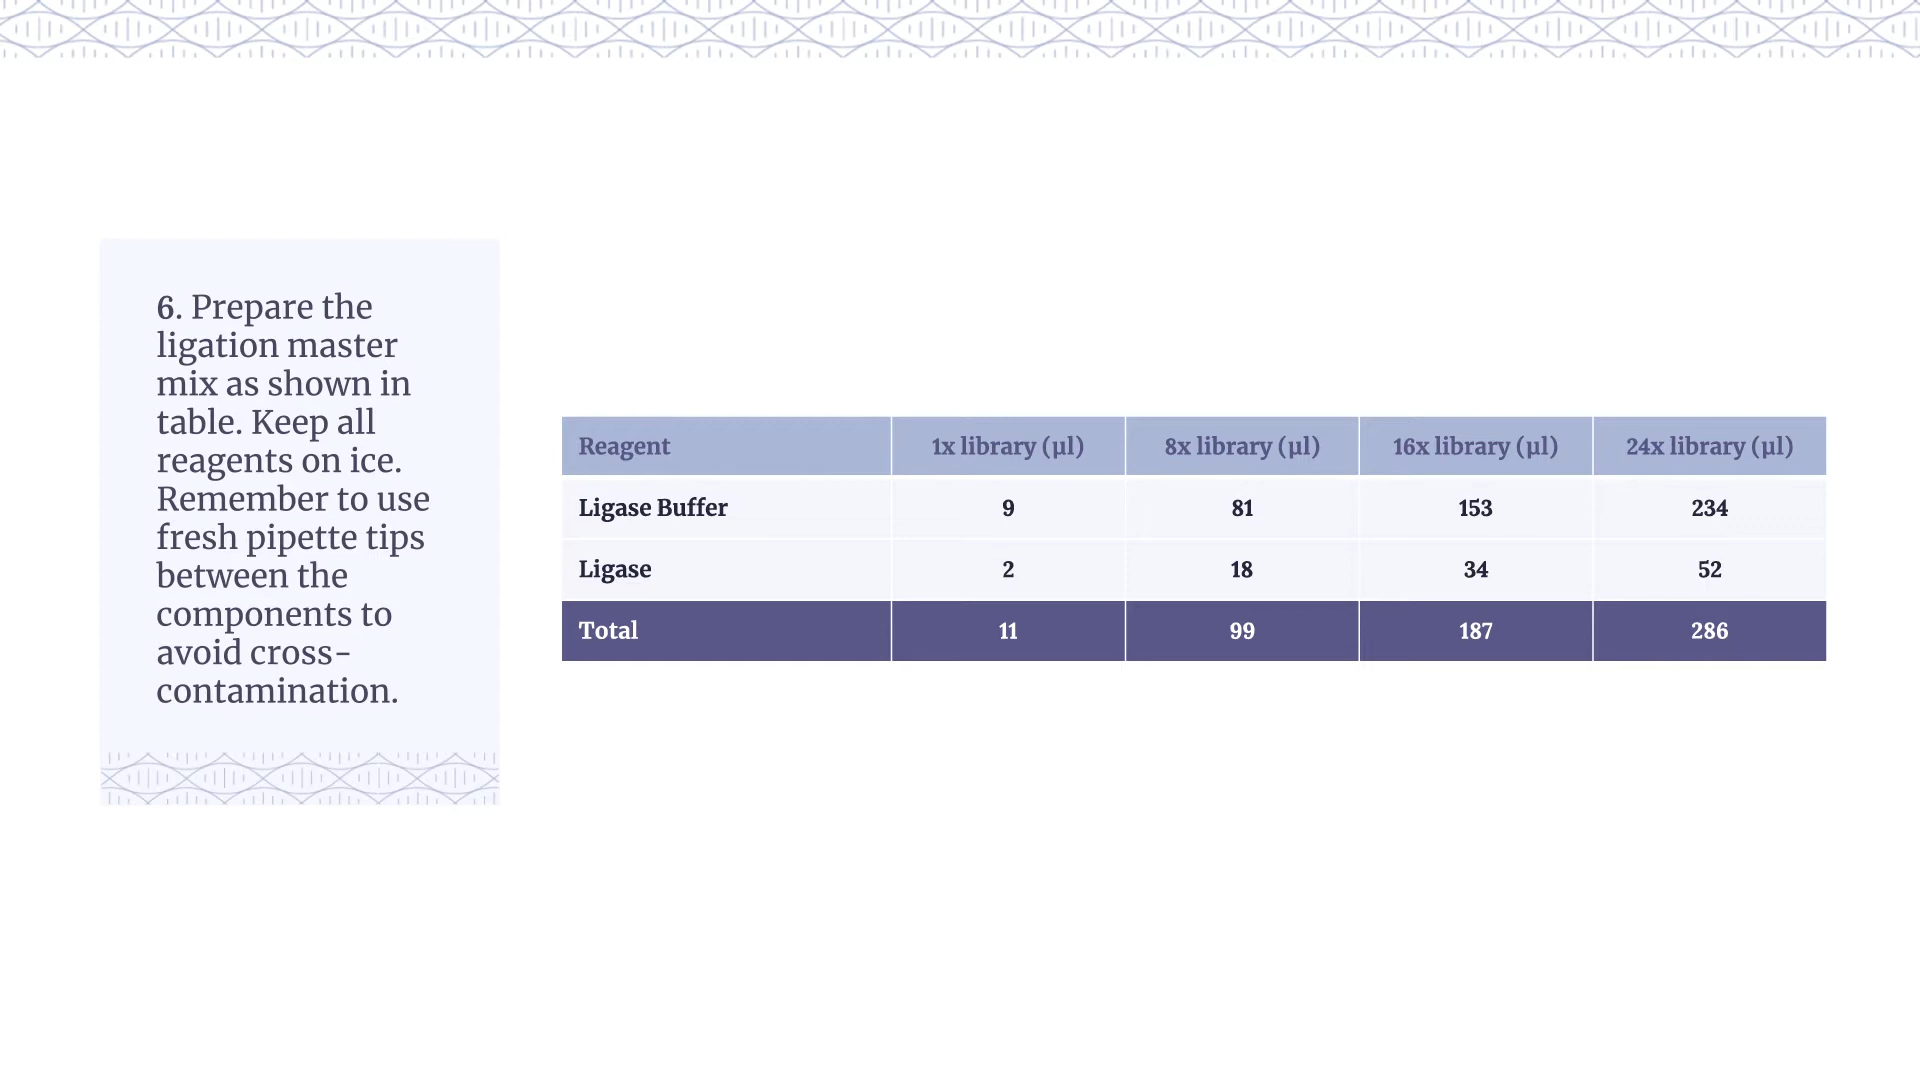 6. Prepare the
ligation master
mix as shown in
table. Keep all
reagents on ice.
Remember to use
fresh pipette tips
between the
components to
avoid cross-
contamination.
Reagent 1x library (µl) 8x library (µl) 16x library (µl) 24x library (µl)
Ligase Buffer 9 81 153 234
Ligase 2 18 34 52
Total 11 99 187 286